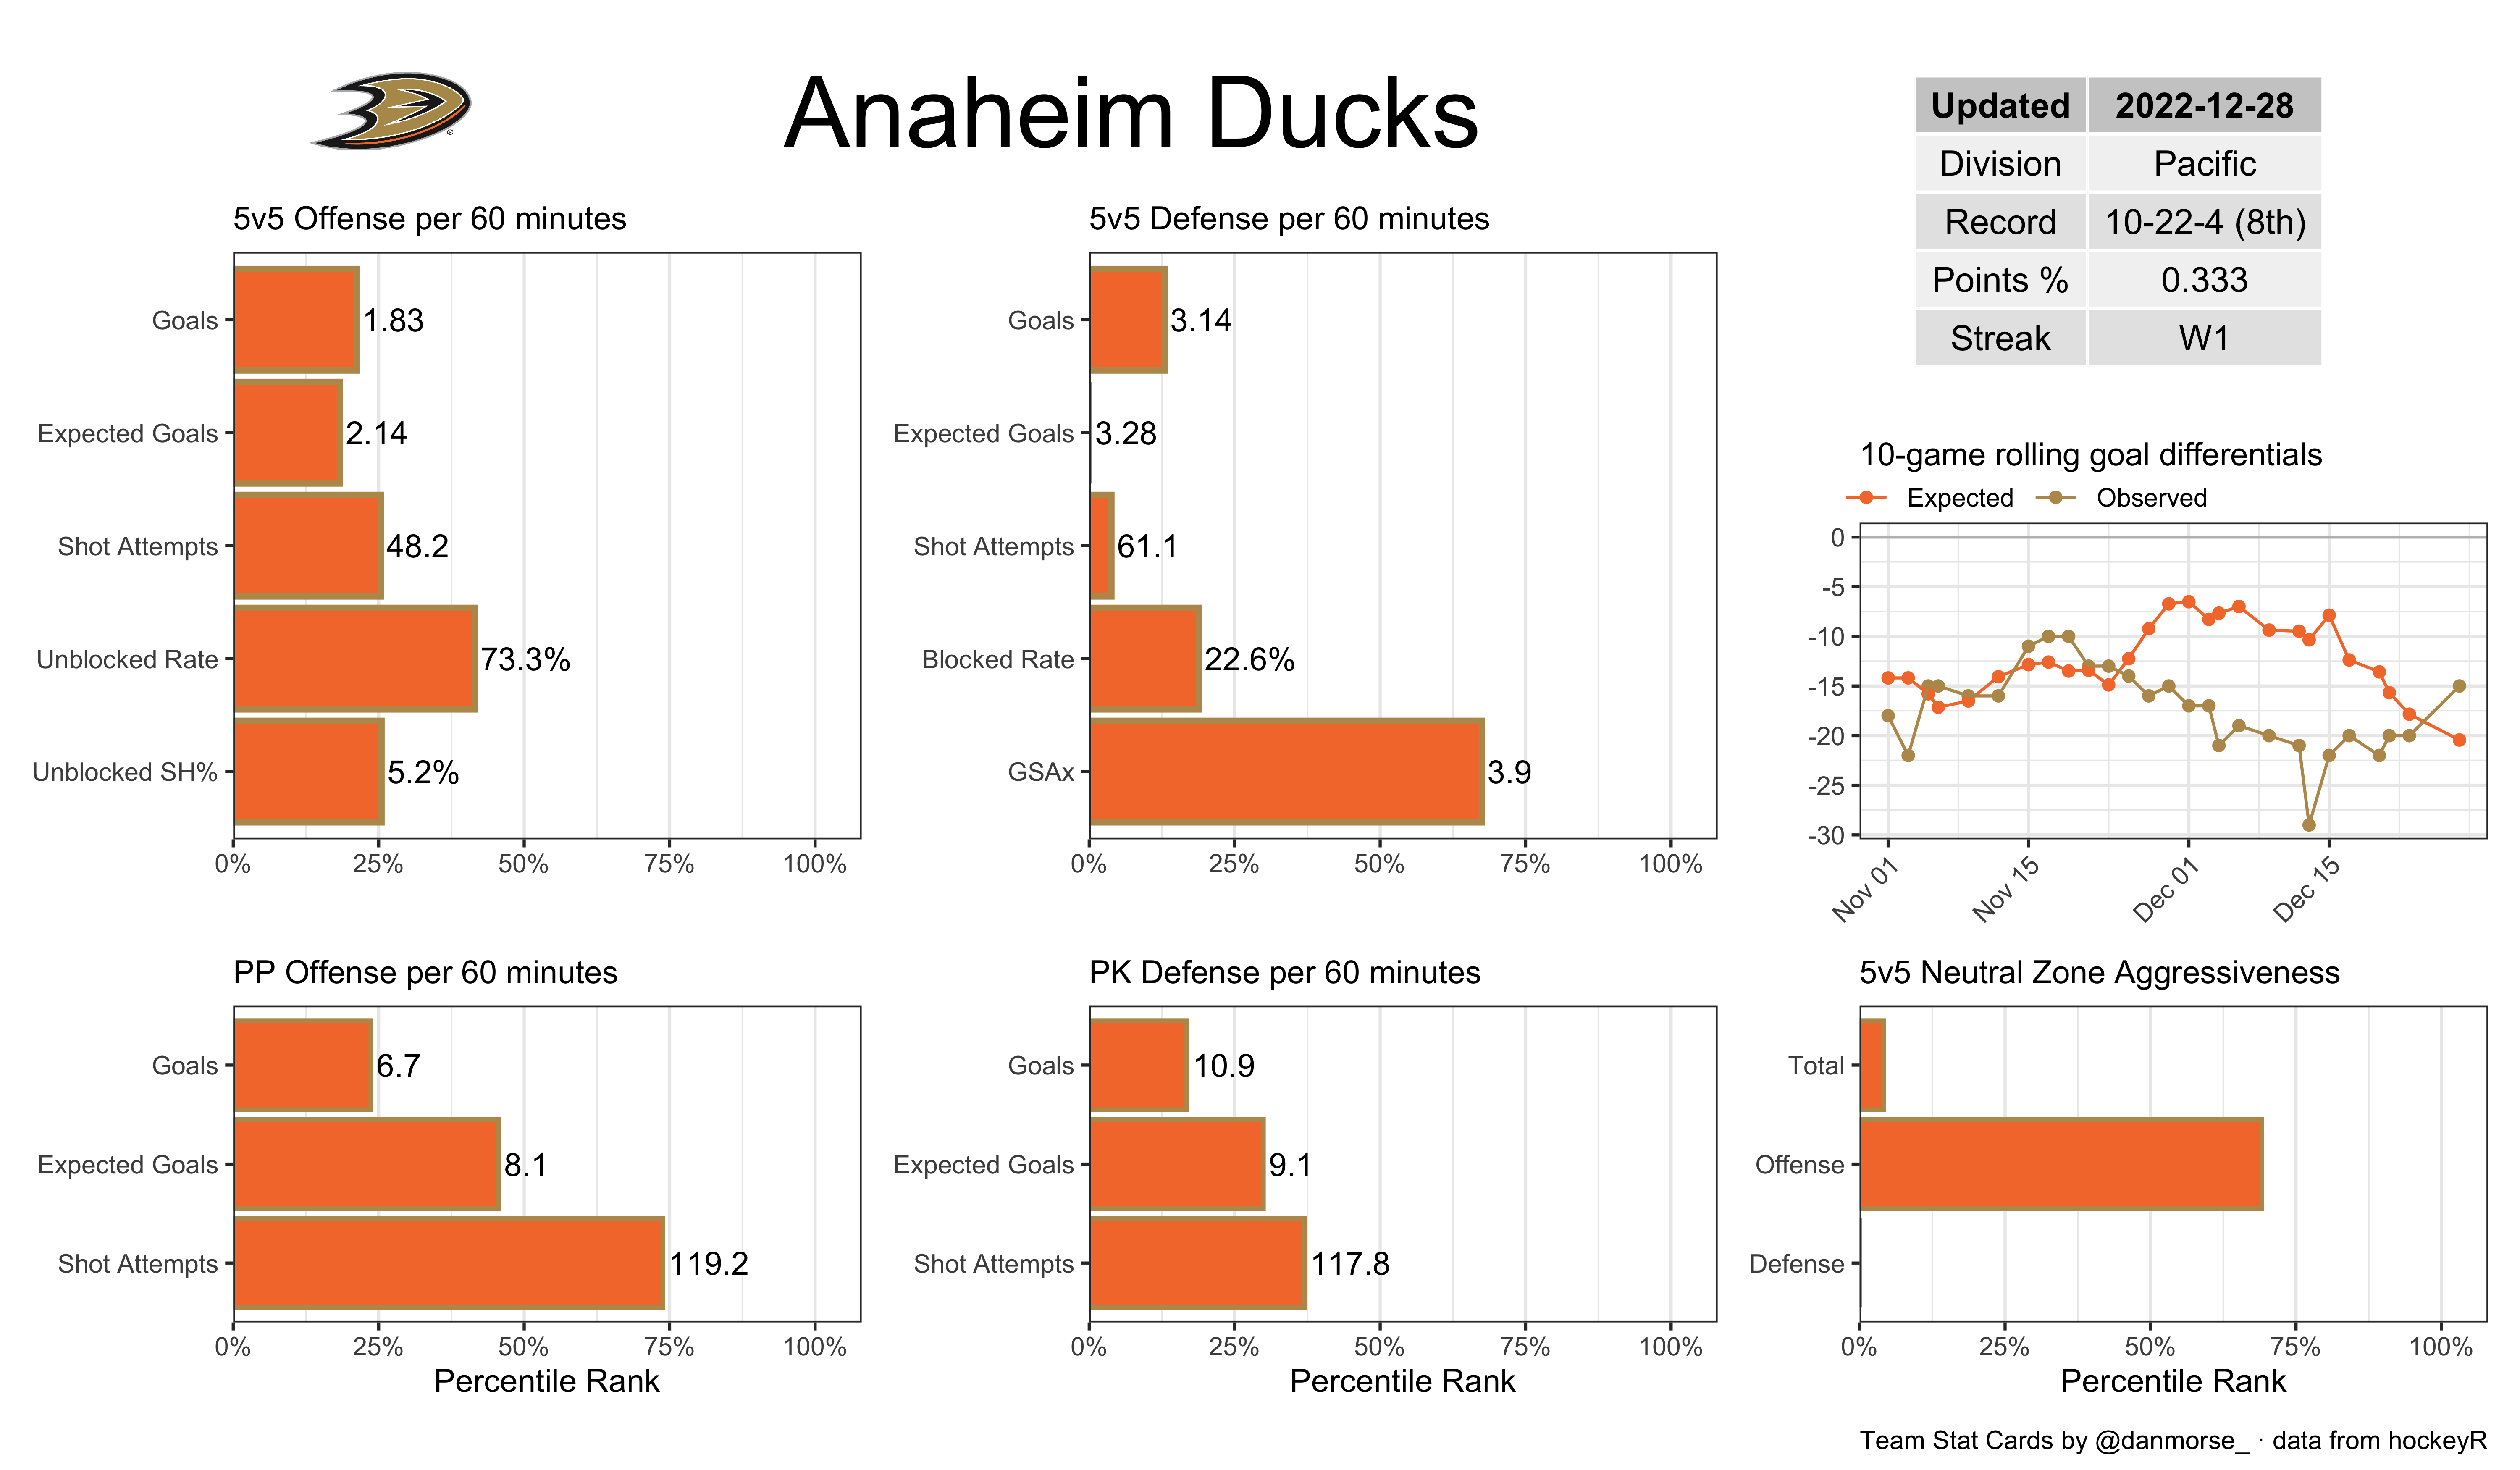 Anaheim Ducks
Updated 2022-12-28
Division Pacific
Record 10-22-4 (8th)
Points % 0.333
Streak W1
5v5 Offense per 60 minutes
Goals 1.83
Expected Goals 2.14
Shot Attempts 48.2
Unblocked Rate 73.3%
Unblocked SH% 5.2%
0% 25% 50% 75% 100%
5v5 Defense per 60 minutes
Goals 3.14
Expected Goals 3.28
Shot Attempts 61.1
Blocked Rate 22.6%
GSAx 3.9
0% 25% 50% 75% 100%
10-game rolling goal differentials
Expected Observed
0
-5
-10
-15
-20
-25
-30
Nov 01 Nov 15 Dec 01 Dec 15
PP Offense per 60 minutes
Goals 6.7
Expected Goals 8.1
Shot Attempts 119.2
0% 25% 50% 75% 100%
Percentile Rank
PK Defense per 60 minutes
Goals 10.9
Expected Goals 9.1
Shot Attempts 117.8
0% 25% 50% 75% 100%
Percentile Rank
5v5 Neutral Zone Aggressiveness
Total
Offense
Defense
0% 25% 50% 75% 100%
Percentile Rank
Team Stat Cards by @danmorse_ · data from hockeyR